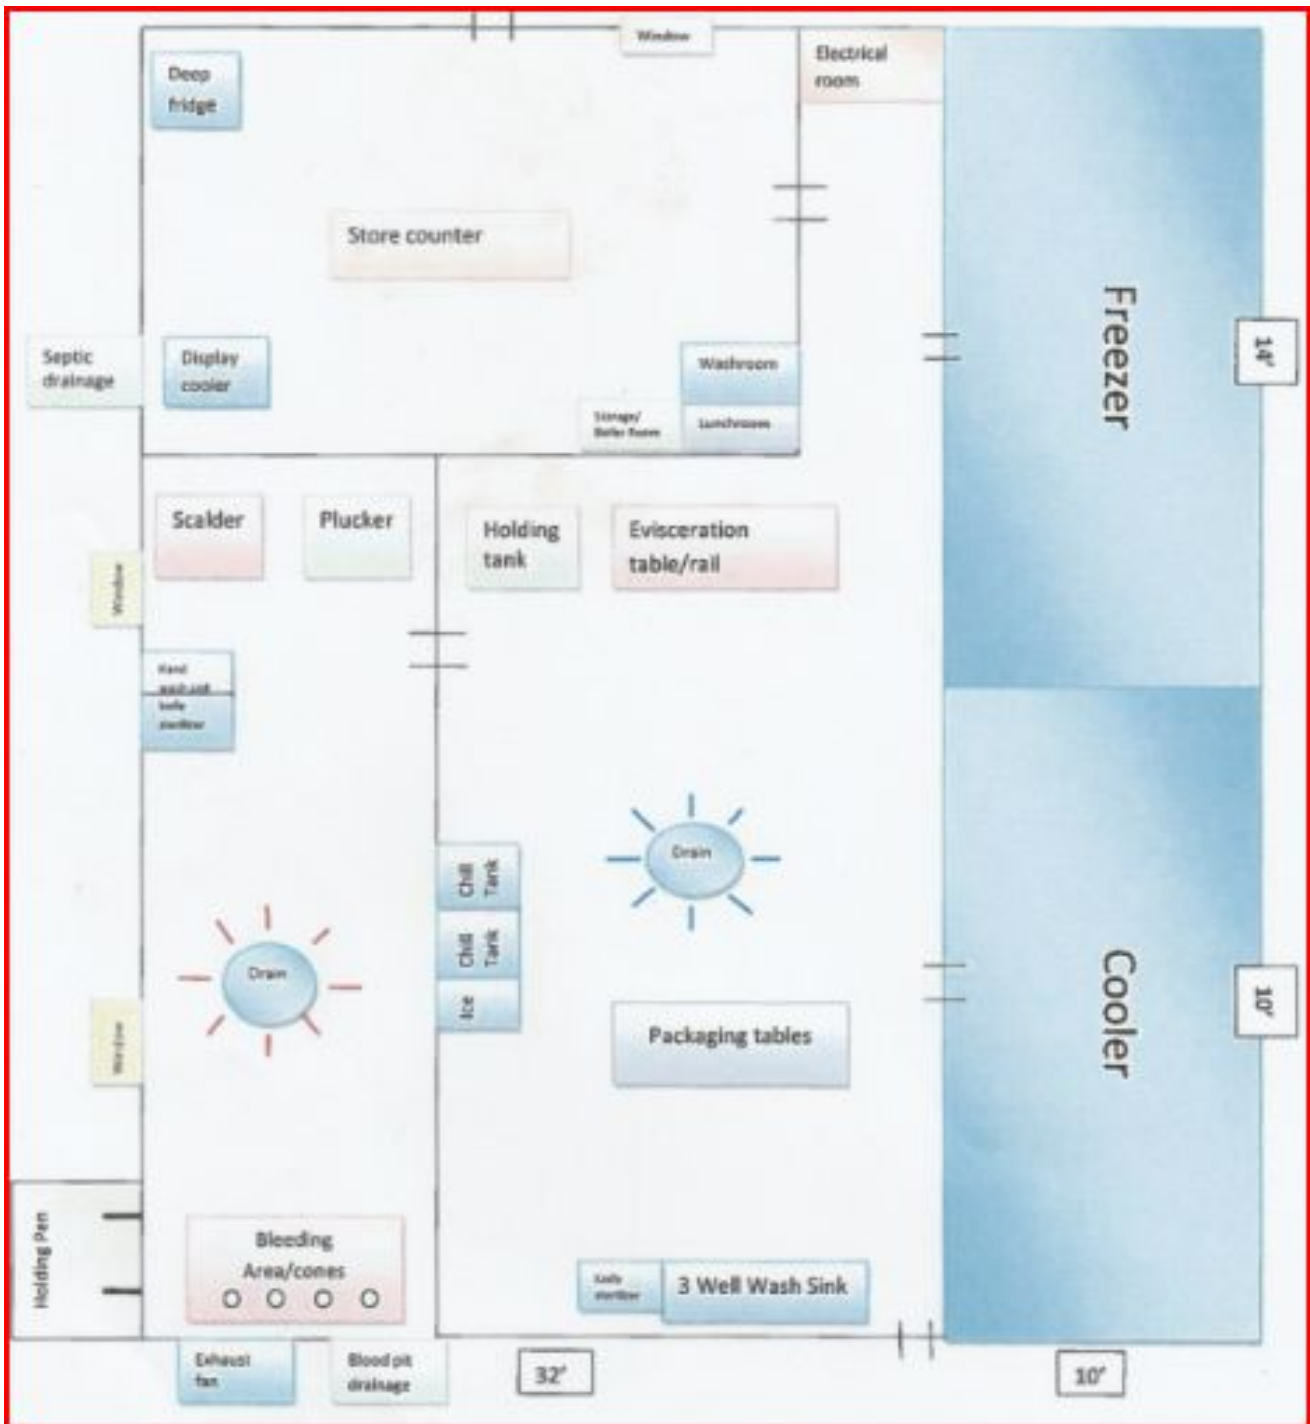 Window
Electrical
room
Deep
fridge
Store counter
Freezer
14'
Septic
drainage
Display
cooler
Washroom
Storage/
Boiler Room
Lunchroom
Scalder
Plucker
Holding
tank
Evisceration
table/rail
Window
Hand
wash
knife
sterilizer
Drain
Chill
Tank
Chill
Tank
Ice
Drain
Window
Packaging tables
Cooler
10'
Holding Pen
Bleeding
Area/cones
Knife
sterilizer
3 Well Wash Sink
Exhaust
fan
Blood pit
drainage
32'
10'